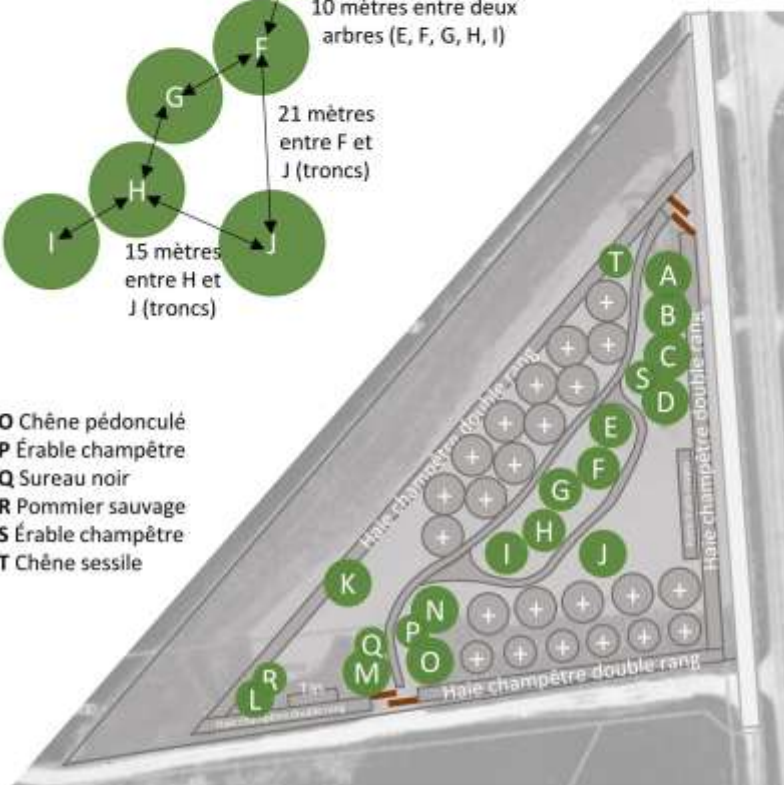 10 mètres entre deux
arbres (E, F, G, H, I)
F
G
21 mètres
entre F et
J (troncs)
H
I
J
15 mètres
entre H et
J (troncs)
O Chêne pédonculé
P Érable champêtre
Q Sureau noir
R Pommier sauvage
S Érable champêtre
T Chêne sessile
T
A
B
C
S
D
E
F
G
H
I
J
K
N
P
Q
O
M
R
L
Haie champêtre double rang
Haie champêtre double rang
Haie champêtre double rang